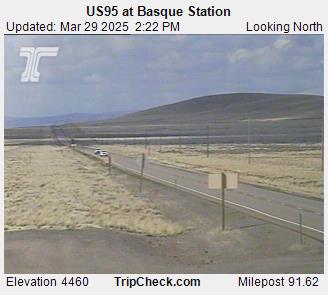 US95 at Basque Station
Updated: Mar 29 2025 2:22 PM Looking North
Elevation 4460 TripCheck.com Milepost 91.62